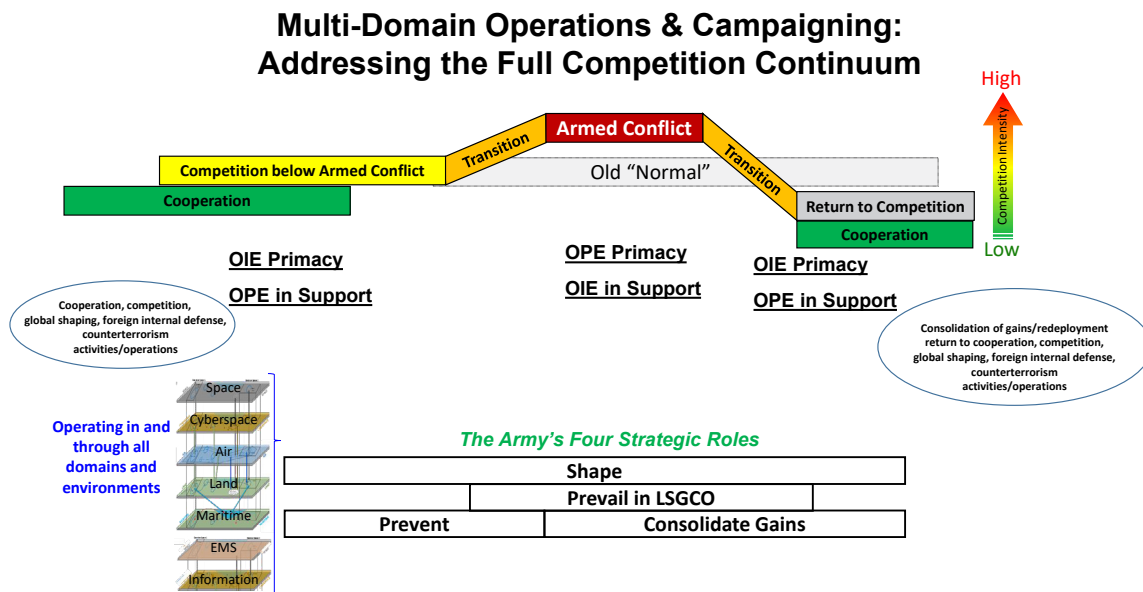 Multi-Domain Operations & Campaigning:
Addressing the Full Competition Continuum
High
Armed Conflict
Transition
Transition
Competition Intensity
Competition below Armed Conflict
Old “Normal”
Cooperation
Return to Competition
Cooperation
Low
OIE Primacy
OPE in Support
OPE Primacy
OIE in Support
OIE Primacy
OPE in Support
Cooperation, competition,
global shaping, foreign internal defense,
counterterrorism
activities/operations
Consolidation of gains/redeployment
return to cooperation, competition,
global shaping, foreign internal defense,
counterterrorism
activities/operations
Operating in and
through all
domains and
environments
Space
Cyberspace
Air
Land
Maritime
EMS
Information
The Army’s Four Strategic Roles
Shape
Prevail in LSGCO
Prevent
Consolidate Gains